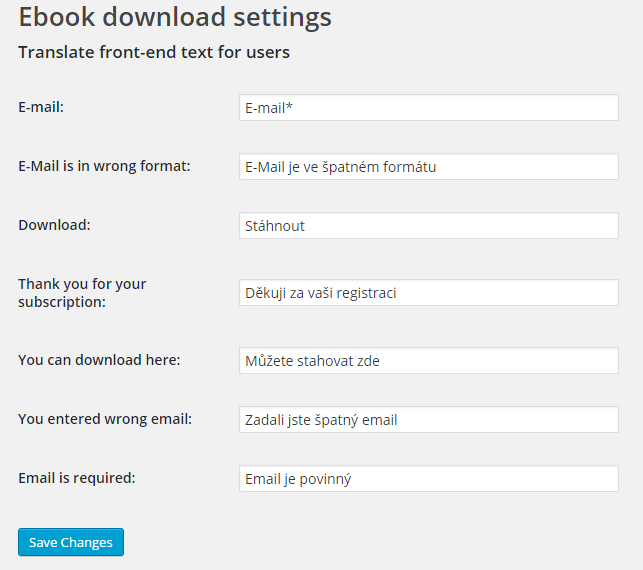 Ebook download settings
Translate front-end text for users
E-mail:
E-mail*
E-Mail is in wrong format:
E-Mail je ve špatném formátu
Download:
Stáhnout
Thank you for your
subscription:
Děkuji za vaši registraci
You can download here:
Můžete stahovat zde
You entered wrong email:
Zadali jste špatný email
Email is required:
Email je povinný
Save Changes